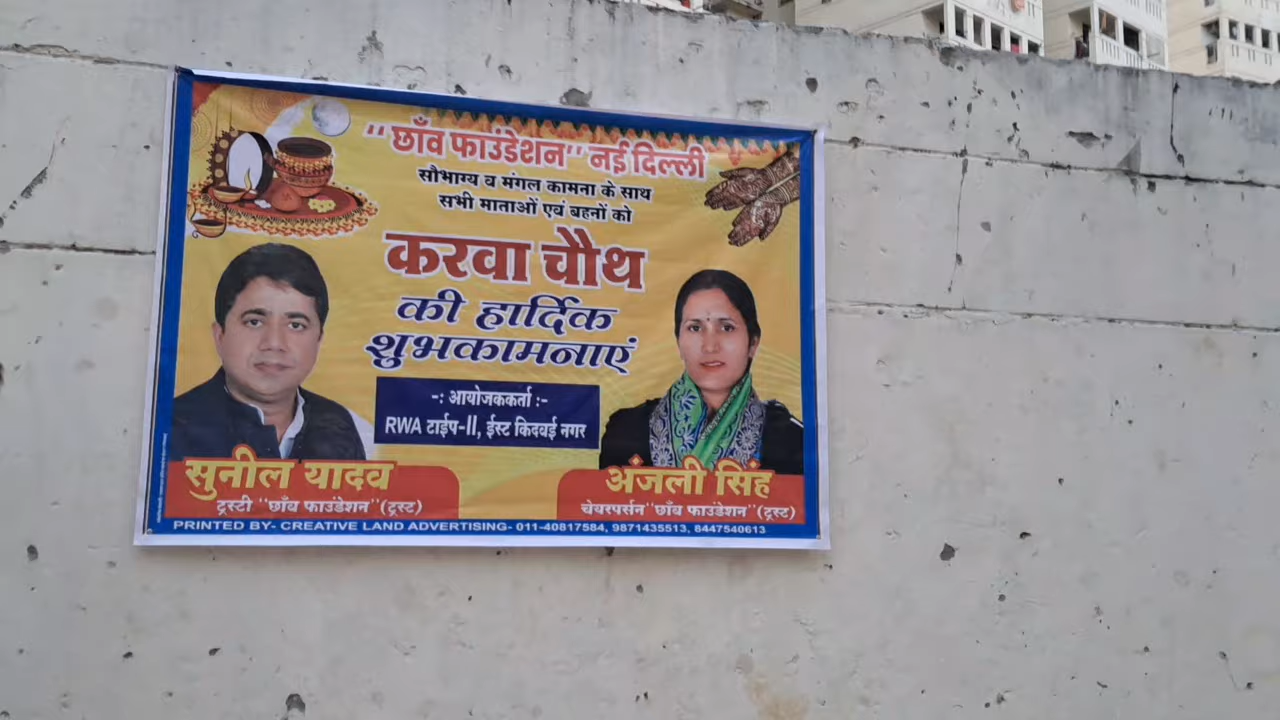 "छाँव फाउंडेशन" नई दिल्ली
सौभाग्य व मंगल कामना के साथ
सभी माताओं एवं बहनों को
करवा चौथ
की हार्दिक
शुभकामनाएं
-: आयोजककर्ता :-
RWA टाईप-II, ईस्ट किदवई नगर
सुनील यादव
ट्रस्टी "छाँव फाउंडेशन" (ट्रस्ट)
अंजली सिंह
चेयरपर्सन "छाँव फाउंडेशन" (ट्रस्ट)
PRINTED BY- CREATIVE LAND ADVERTISING- 011-40817584, 9871435513, 8447540613